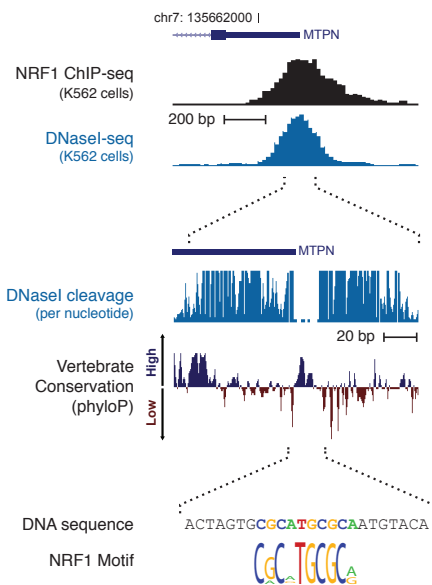 chr7: 135662000
MTPN
NRF1 ChIP-seq
(K562 cells)
200 bp
DNaseI-seq
(K562 cells)
MTPN
DNaseI cleavage
(per nucleotide)
20 bp
High
Vertebrate
Conservation
(phyloP)
Low
DNA sequence
ACTAGTGCGCATGCGCAATGTACA
NRF1 Motif
CGCATGCGCA